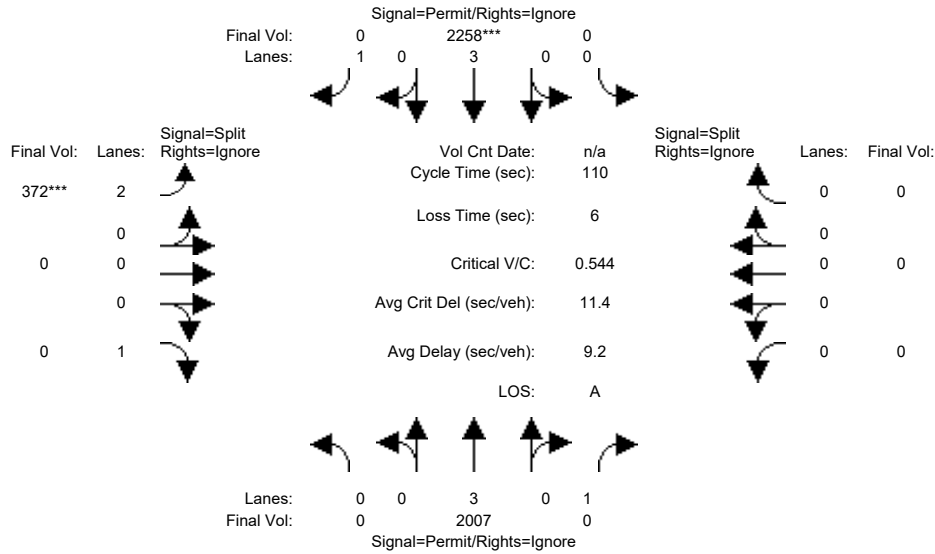 Signal=Permit/Rights=Ignore
Final Vol: 0 2258*** 0
Lanes: 1 0 3 0 0
Signal=Split
Final Vol: Lanes: Rights=Ignore
Vol Cnt Date: n/a
Signal=Split
Rights=Ignore Lanes: Final Vol:
Cycle Time (sec): 110
372*** 2
0 0
Loss Time (sec): 6
0
0
0 0
Critical V/C: 0.544
0 0
0
Avg Crit Del (sec/veh): 11.4
0
0 1
Avg Delay (sec/veh): 9.2
0 0
LOS: A
Lanes: 0 0 3 0 1
Final Vol: 0 2007 0
Signal=Permit/Rights=Ignore